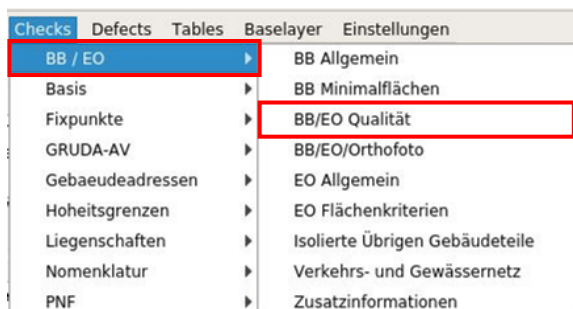 Checks Defects Tables Baselayer Einstellungen
BB / EO
Basis
Fixpunkte
GRUDA-AV
Gebaeudeadressen
Hoheitsgrenzen
Liegenschaften
Nomenklatur
PNF
BB Allgemein
BB Minimalflächen
BB/EO Qualität
BB/EO/Orthofoto
EO Allgemein
EO Flächenkriterien
Isolierte Übrigen Gebäudeteile
Verkehrs- und Gewässernetz
Zusatzinformationen